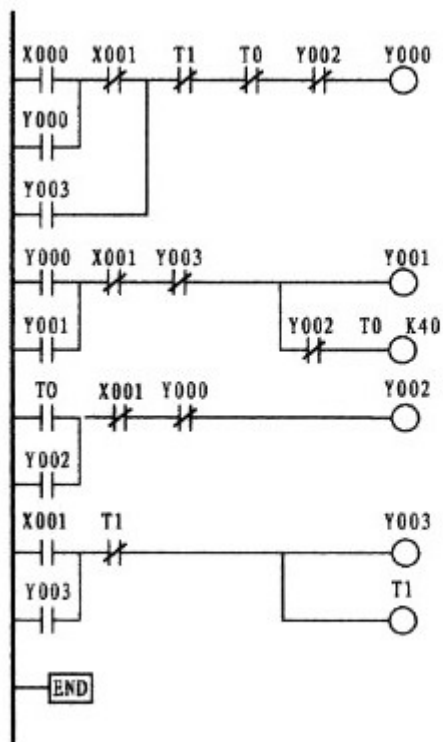 X000 X001 T1 T0 Y002 Y000
Y000
Y003
Y000 X001 Y003 Y001
Y001 Y002 T0 K40
T0 X001 Y000 Y002
Y002
X001 T1 Y003
Y003 T1
END